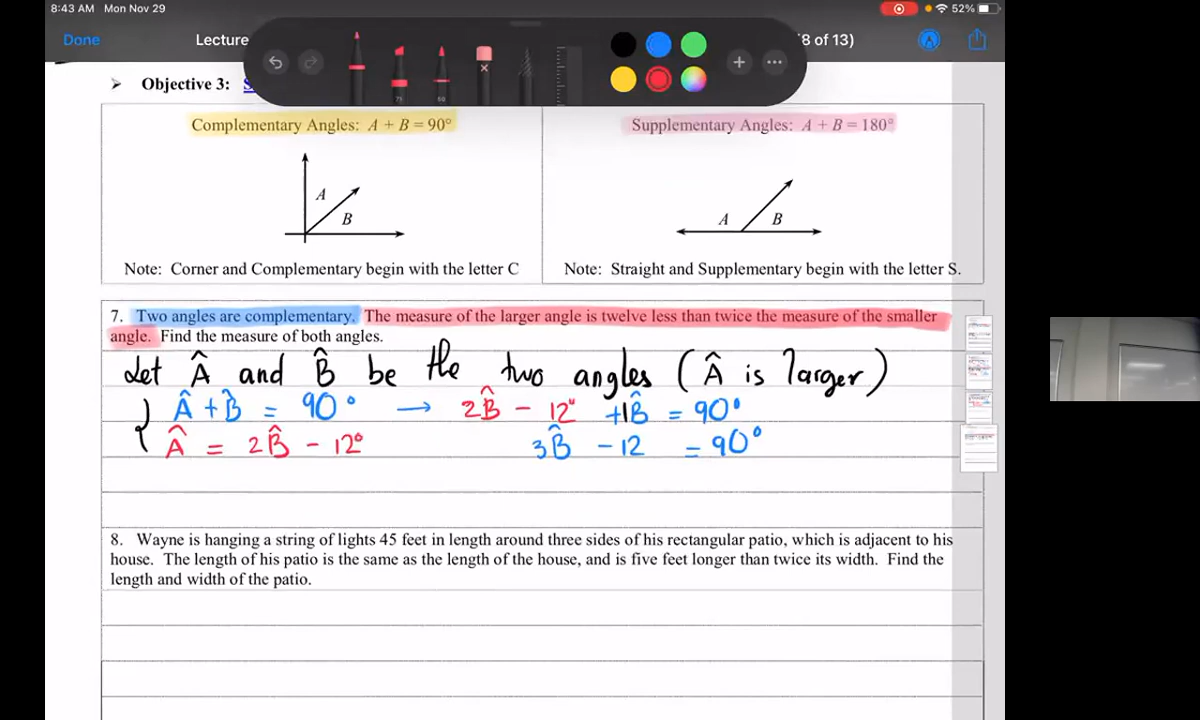 8:43 AM Mon Nov 29
52%
Done
Lecture
8 of 13)
➢ Objective 3:
Complementary Angles: A + B = 90°
Supplementary Angles: A + B = 180°
A
B
A
B
Note: Corner and Complementary begin with the letter C
Note: Straight and Supplementary begin with the letter S.
7. Two angles are complementary. The measure of the larger angle is twelve less than twice the measure of the smaller
angle. Find the measure of both angles.
Let Â and B̂ be the two angles (Â is larger)
{ Â + B̂ = 90° → 2B̂ - 12° +1B̂ = 90°
Â = 2B̂ - 12° 3B̂ - 12 = 90°
8. Wayne is hanging a string of lights 45 feet in length around three sides of his rectangular patio, which is adjacent to his
house. The length of his patio is the same as the length of the house, and is five feet longer than twice its width. Find the
length and width of the patio.